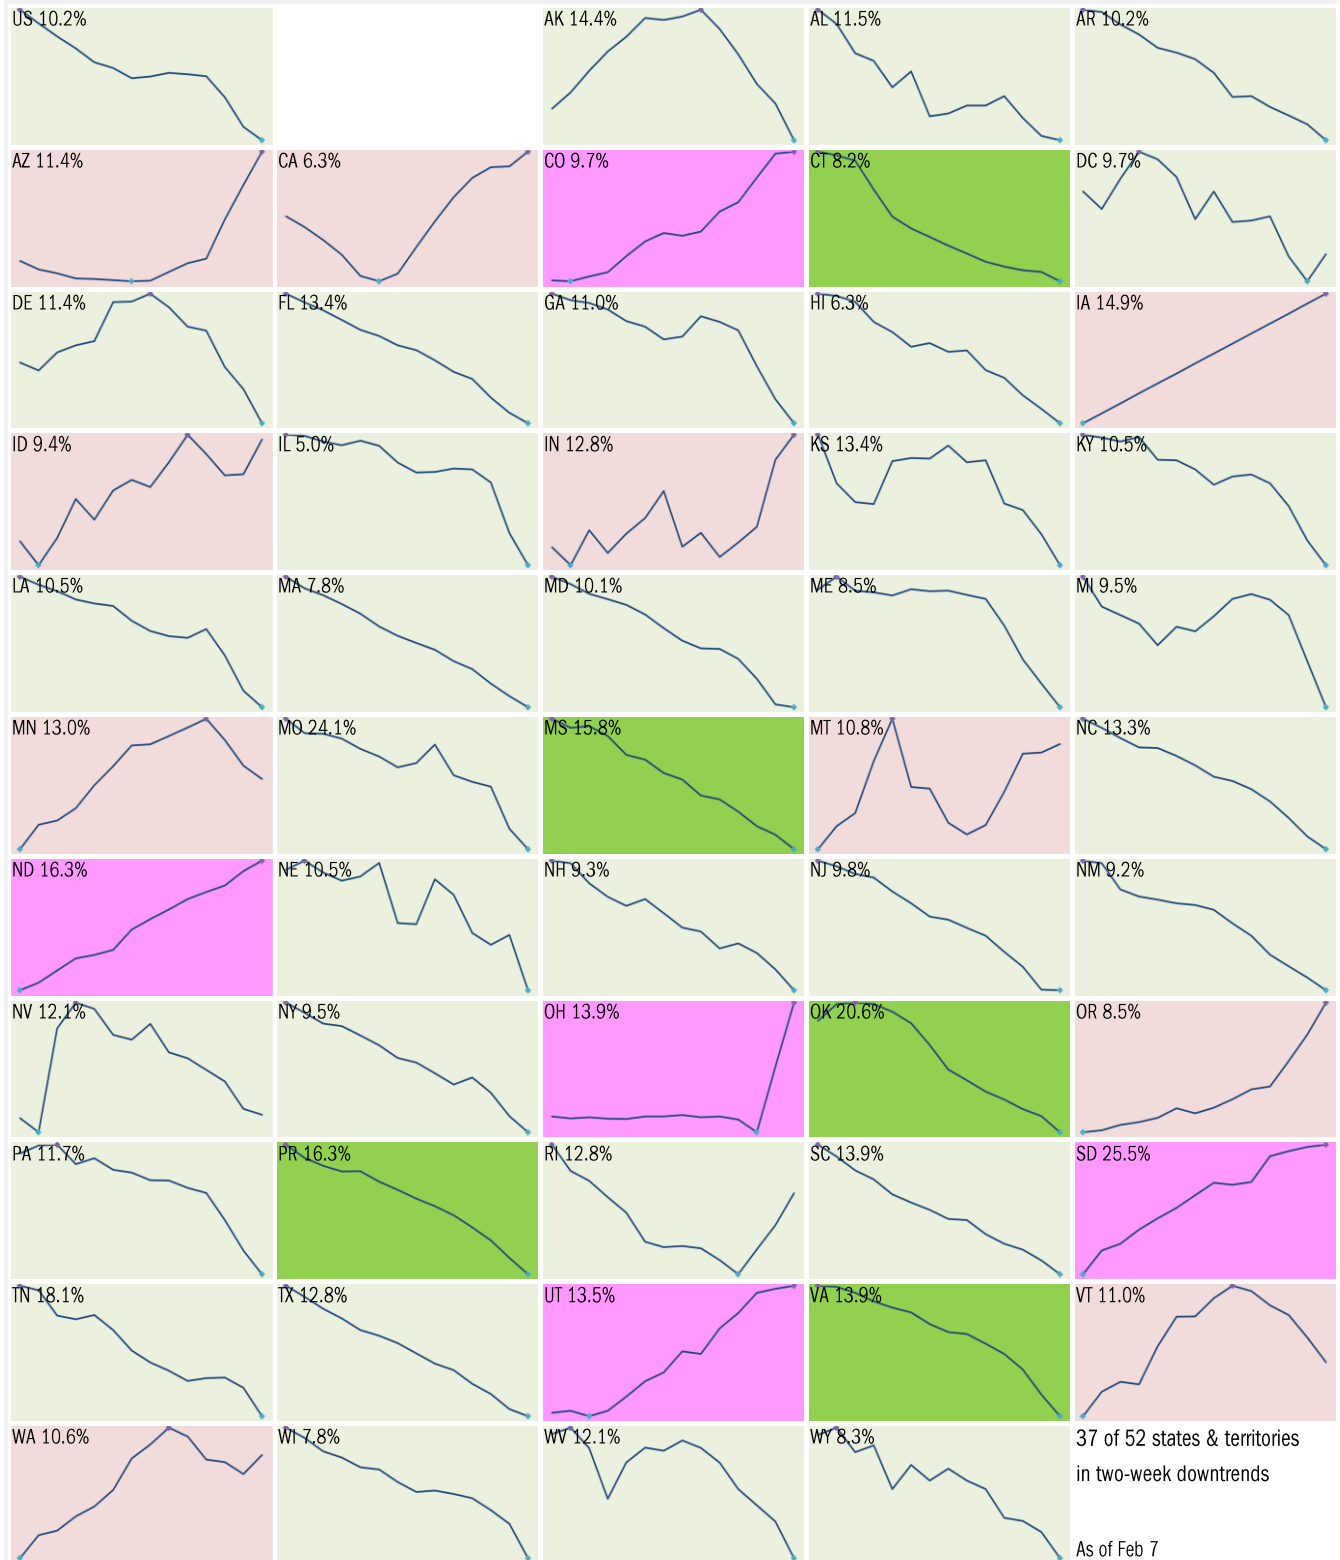 US 10.2%
AK 14.4%
AL 11.5%
AR 10.2%
AZ 11.4%
CA 6.3%
CO 9.7%
CT 8.2%
DC 9.7%
DE 11.4%
FL 13.4%
GA 11.0%
HI 6.3%
IA 14.9%
ID 9.4%
IL 5.0%
IN 12.8%
KS 13.4%
KY 10.5%
LA 10.5%
MA 7.8%
MD 10.1%
ME 8.5%
MI 9.5%
MN 13.0%
MO 24.1%
MS 15.8%
MT 10.8%
NC 13.3%
ND 16.3%
NE 10.5%
NH 9.3%
NJ 9.8%
NM 9.2%
NV 12.1%
NY 9.5%
OH 13.9%
OK 20.6%
OR 8.5%
PA 11.7%
PR 16.3%
RI 12.8%
SC 13.9%
SD 25.5%
TN 18.1%
TX 12.8%
UT 13.5%
VA 13.9%
VT 11.0%
WA 10.6%
WI 7.8%
WV 12.1%
WY 8.3%
37 of 52 states & territories
in two-week downtrends
As of Feb 7